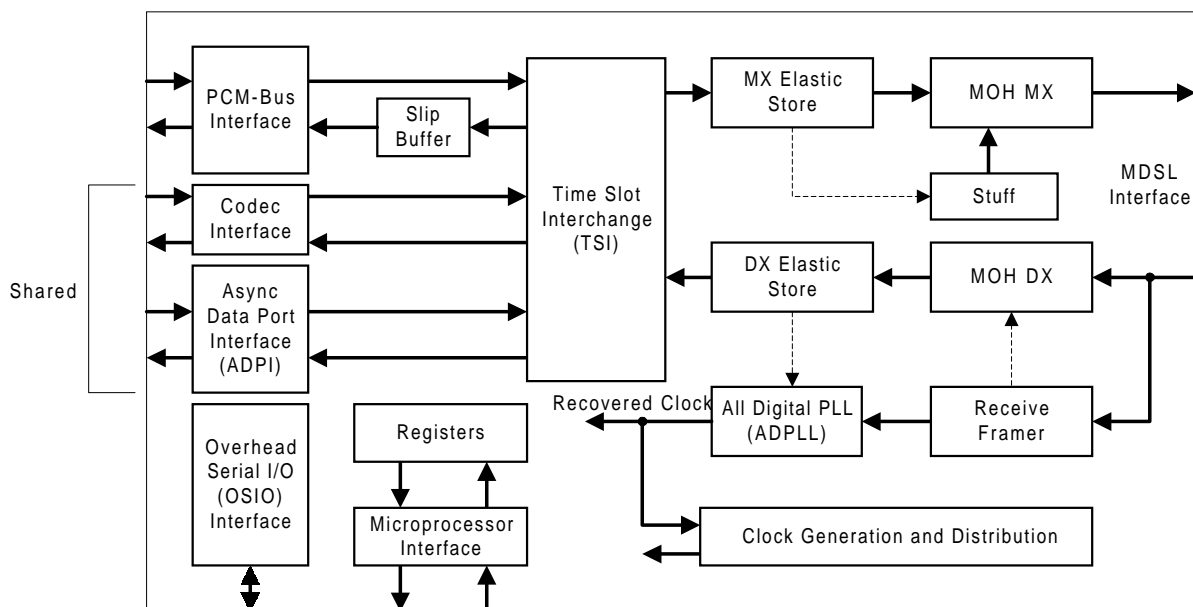 PCM-Bus
Interface
Slip
Buffer
Time Slot
Interchange
(TSI)
MX Elastic
Store
MOH MX
Stuff
MDSL
Interface
Shared
Codec
Interface
Async
Data Port
Interface
(ADPI)
DX Elastic
Store
MOH DX
Recovered Clock
All Digital PLL
(ADPLL)
Receive
Framer
Overhead
Serial I/O
(OSIO)
Interface
Registers
Microprocessor
Interface
Clock Generation and Distribution